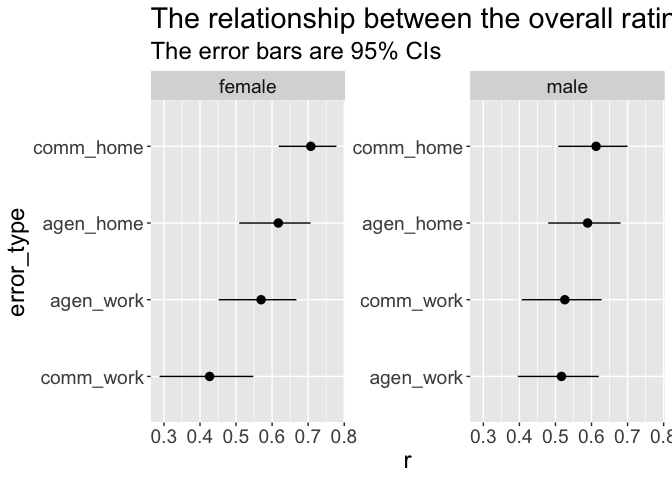 The relationship between the overall ratin
The error bars are 95% CIs
female
male
error_type
comm_home
agen_home
agen_work
comm_work
comm_home
agen_home
comm_work
agen_work
0.3 0.4 0.5 0.6 0.7 0.8
0.3 0.4 0.5 0.6 0.7 0.8
r